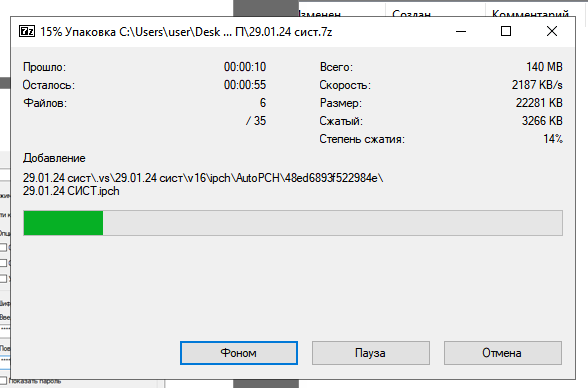 Изменен Создан Комментарий
7z 15% Упаковка C:\Users\user\Desk ... П\29.01.24 сист.7z
Прошло: 00:00:10 Всего: 140 MB
Осталось: 00:00:55 Скорость: 2187 KB/s
Файлов: 6 Размер: 22281 KB
/ 35 Сжатый: 3266 KB
Степень сжатия: 14%
Добавление
29.01.24 сист\.vs\29.01.24 сист\v16\ipch\AutoPCH\48ed6893f522984e\
29.01.24 СИСТ.ipch
Фоном Пауза Отмена
Показать пароль